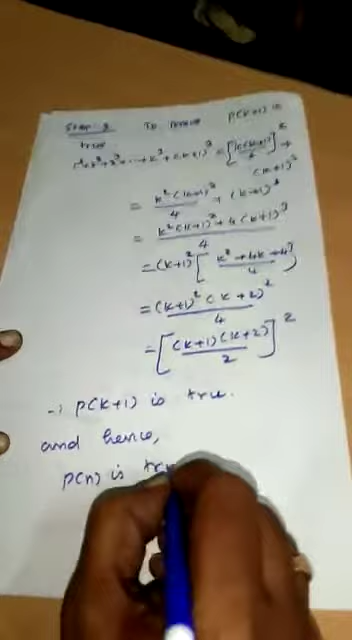 Step-3 To prove P(k+1) is
true
1³+2³+3³+...+k³+(k+1)³ = [k(k+1)/2]² +
(k+1)³
= k²(k+1)²/4 + (k+1)³
= k²(k+1)²+4(k+1)³/4
= (k+1)² [k²+4k+4/4]
= (k+1)²(k+2)²/4
= [(k+1)(k+2)/2]²
∴ P(k+1) is true.
and hence,
P(n) is true